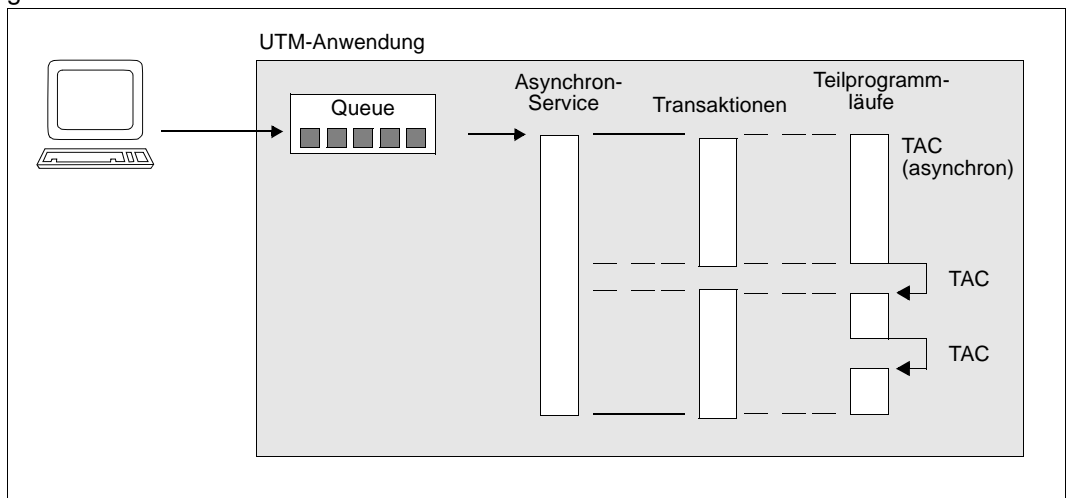 UTM-Anwendung
Queue
Asynchron-
Service
Transaktionen
Teilprogramm-
läufe
TAC
(asynchron)
TAC
TAC